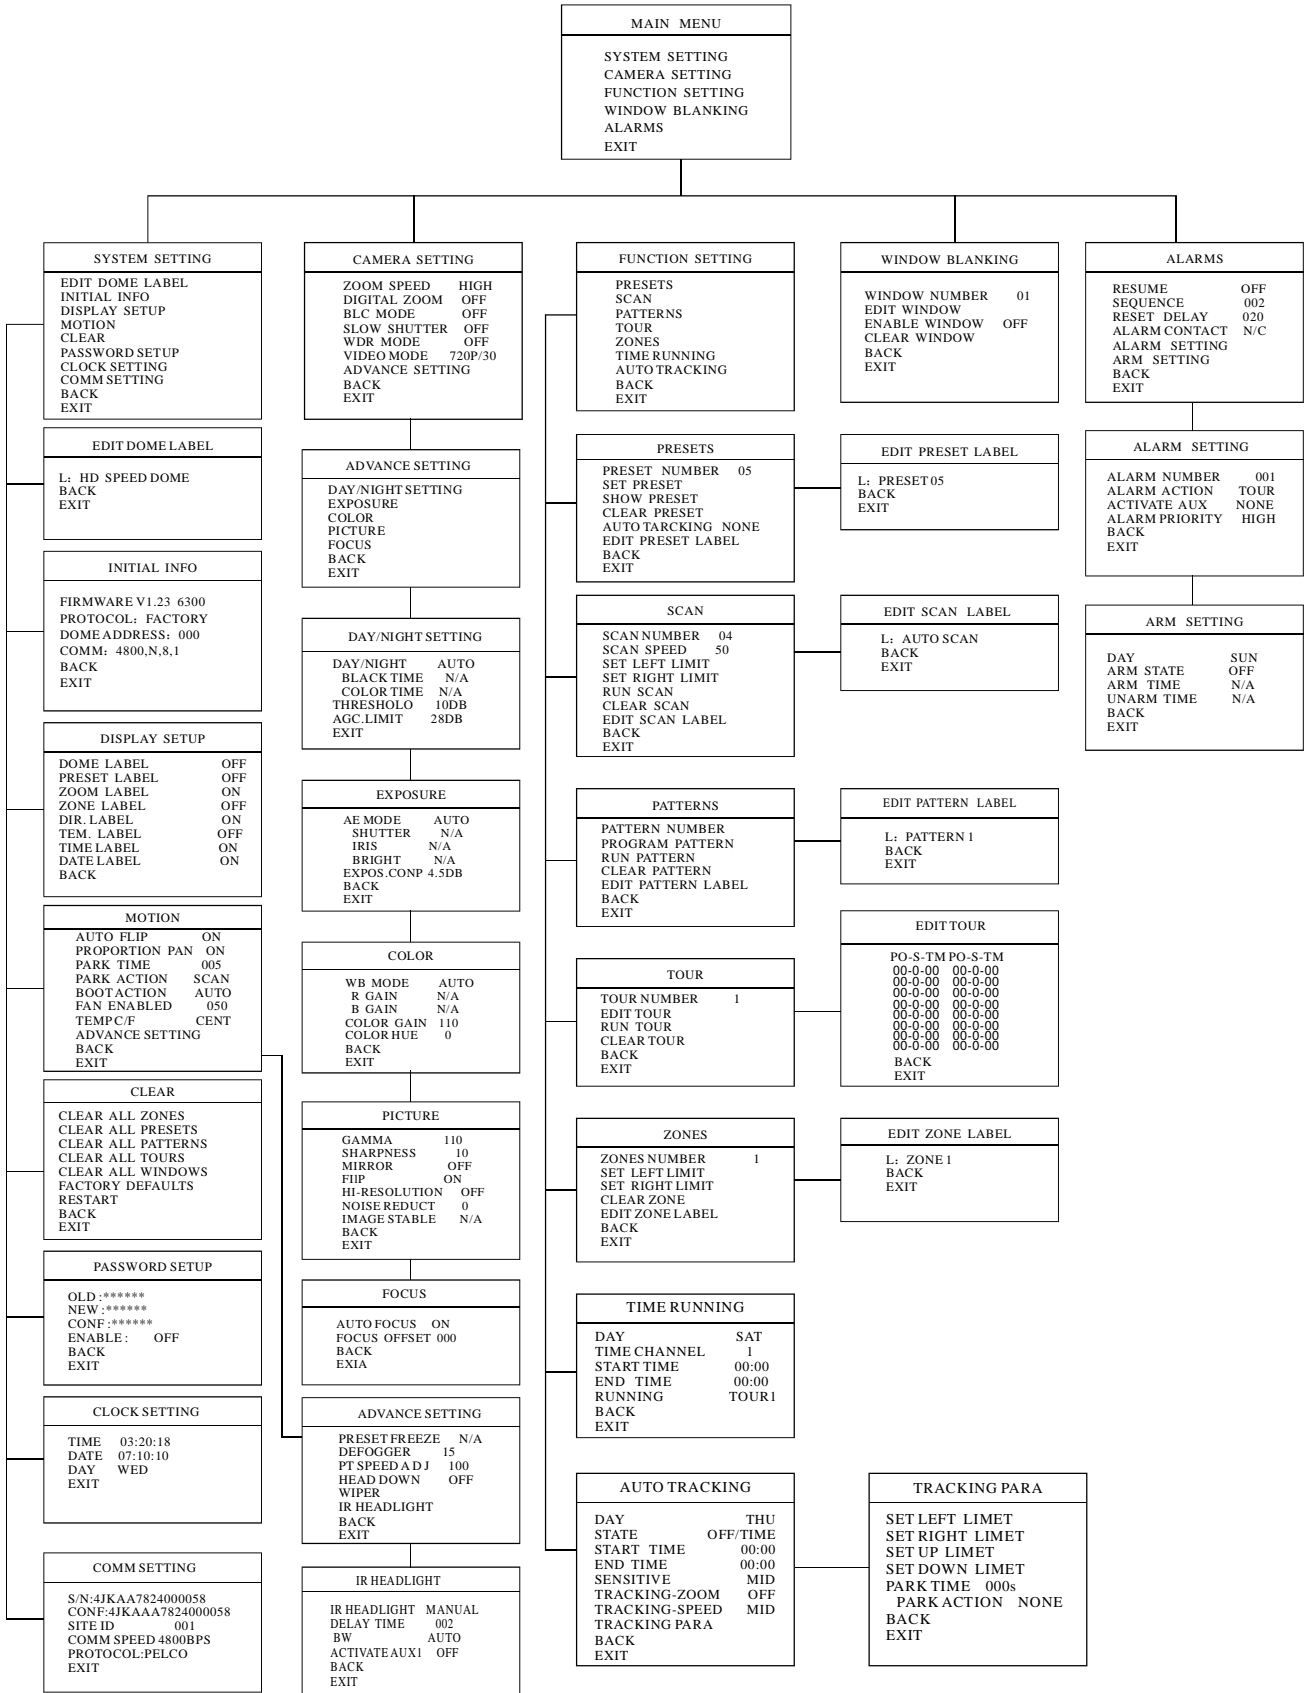 MAIN MENU
SYSTEM SETTING
CAMERA SETTING
FUNCTION SETTING
WINDOW BLANKING
ALARMS
EXIT
SYSTEM SETTING
EDIT DOME LABEL
INITIAL INFO
DISPLAY SETUP
MOTION
CLEAR
PASSWORD SETUP
CLOCK SETTING
COMM SETTING
BACK
EXIT
EDIT DOME LABEL
L: HD SPEED DOME
BACK
EXIT
INITIAL INFO
FIRMWARE V1.23 6300
PROTOCOL: FACTORY
DOME ADDRESS: 000
COMM: 4800,N,8,1
BACK
EXIT
DISPLAY SETUP
DOME LABEL OFF
PRESET LABEL OFF
ZOOM LABEL ON
ZONE LABEL OFF
DIR. LABEL ON
TEM. LABEL OFF
TIME LABEL ON
DATE LABEL ON
BACK
MOTION
AUTO FLIP ON
PROPORTION PAN ON
PARK TIME 005
PARK ACTION SCAN
BOOT ACTION AUTO
FAN ENABLED 050
TEMP C/F CENT
ADVANCE SETTING
BACK
EXIT
CLEAR
CLEAR ALL ZONES
CLEAR ALL PRESETS
CLEAR ALL PATTERNS
CLEAR ALL TOURS
CLEAR ALL WINDOWS
FACTORY DEFAULTS
RESTART
BACK
EXIT
PASSWORD SETUP
OLD :******
NEW :******
CONF :******
ENABLE : OFF
BACK
EXIT
CLOCK SETTING
TIME 03:20:18
DATE 07:10:10
DAY WED
EXIT
COMM SETTING
S/N:4JKAA7824000058
CONF:4JKAAA7824000058
SITE ID 001
COMM SPEED 4800BPS
PROTOCOL:PELCO
EXIT
CAMERA SETTING
ZOOM SPEED HIGH
DIGITAL ZOOM OFF
BLC MODE OFF
SLOW SHUTTER OFF
WDR MODE OFF
VIDEO MODE 720P/30
ADVANCE SETTING
BACK
EXIT
ADVANCE SETTING
DAY/NIGHT SETTING
EXPOSURE
COLOR
PICTURE
FOCUS
BACK
EXIT
DAY/NIGHT SETTING
DAY/NIGHT AUTO
BLACK TIME N/A
COLOR TIME N/A
THRESHOLO 10DB
AGC.LIMIT 28DB
EXIT
EXPOSURE
AE MODE AUTO
SHUTTER N/A
IRIS N/A
BRIGHT N/A
EXPOS.CONP 4.5DB
BACK
EXIT
COLOR
WB MODE AUTO
R GAIN N/A
B GAIN N/A
COLOR GAIN 110
COLOR HUE 0
BACK
EXIT
PICTURE
GAMMA 110
SHARPNESS 10
MIRROR OFF
FIIP ON
HI-RESOLUTION OFF
NOISE REDUCT 0
IMAGE STABLE N/A
BACK
EXIT
FOCUS
AUTO FOCUS ON
FOCUS OFFSET 000
BACK
EXIA
ADVANCE SETTING
PRESET FREEZE N/A
DEFOGGER 15
PT SPEED A D J 100
HEAD DOWN OFF
WIPER
IR HEADLIGHT
BACK
EXIT
IR HEADLIGHT
IR HEADLIGHT MANUAL
DELAY TIME 002
BW AUTO
ACTIVATE AUX1 OFF
BACK
EXIT
FUNCTION SETTING
PRESETS
SCAN
PATTERNS
TOUR
ZONES
TIME RUNNING
AUTO TRACKING
BACK
EXIT
PRESETS
PRESET NUMBER 05
SET PRESET
SHOW PRESET
CLEAR PRESET
AUTO TARCKING NONE
EDIT PRESET LABEL
BACK
EXIT
SCAN
SCAN NUMBER 04
SCAN SPEED 50
SET LEFT LIMIT
SET RIGHT LIMIT
RUN SCAN
CLEAR SCAN
EDIT SCAN LABEL
BACK
EXIT
PATTERNS
PATTERN NUMBER
PROGRAM PATTERN
RUN PATTERN
CLEAR PATTERN
EDIT PATTERN LABEL
BACK
EXIT
TOUR
TOUR NUMBER 1
EDIT TOUR
RUN TOUR
CLEAR TOUR
BACK
EXIT
ZONES
ZONES NUMBER 1
SET LEFT LIMIT
SET RIGHT LIMIT
CLEAR ZONE
EDIT ZONE LABEL
BACK
EXIT
TIME RUNNING
DAY SAT
TIME CHANNEL 1
START TIME 00:00
END TIME 00:00
RUNNING TOUR1
BACK
EXIT
AUTO TRACKING
DAY THU
STATE OFF/TIME
START TIME 00:00
END TIME 00:00
SENSITIVE MID
TRACKING-ZOOM OFF
TRACKING-SPEED MID
TRACKING PARA
BACK
EXIT
WINDOW BLANKING
WINDOW NUMBER 01
EDIT WINDOW
ENABLE WINDOW OFF
CLEAR WINDOW
BACK
EXIT
EDIT PRESET LABEL
L: PRESET 05
BACK
EXIT
EDIT SCAN LABEL
L: AUTO SCAN
BACK
EXIT
EDIT PATTERN LABEL
L: PATTERN 1
BACK
EXIT
EDIT TOUR
PO-S-TM PO-S-TM
00-0-00 00-0-00
00-0-00 00-0-00
00-0-00 00-0-00
00-0-00 00-0-00
00-0-00 00-0-00
00-0-00 00-0-00
00-0-00 00-0-00
BACK
EXIT
EDIT ZONE LABEL
L: ZONE 1
BACK
EXIT
TRACKING PARA
SET LEFT LIMET
SET RIGHT LIMET
SET UP LIMET
SET DOWN LIMET
PARK TIME 000s
PARK ACTION NONE
BACK
EXIT
ALARMS
RESUME OFF
SEQUENCE 002
RESET DELAY 020
ALARM CONTACT N/C
ALARM SETTING
ARM SETTING
BACK
EXIT
ALARM SETTING
ALARM NUMBER 001
ALARM ACTION TOUR
ACTIVATE AUX NONE
ALARM PRIORITY HIGH
BACK
EXIT
ARM SETTING
DAY SUN
ARM STATE OFF
ARM TIME N/A
UNARM TIME N/A
BACK
EXIT